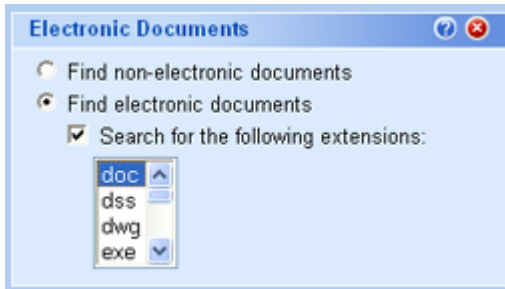 Electronic Documents
Find non-electronic documents
Find electronic documents
Search for the following extensions:
doc
dss
dwg
exe